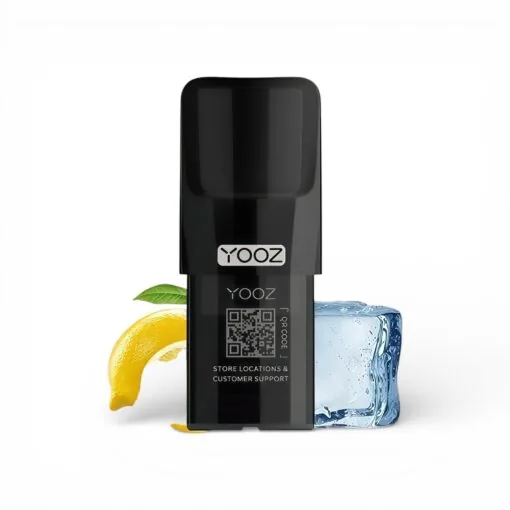 YOOZ
YOOZ
[ QR CODE ]
STORE LOCATIONS &
CUSTOMER SUPPORT